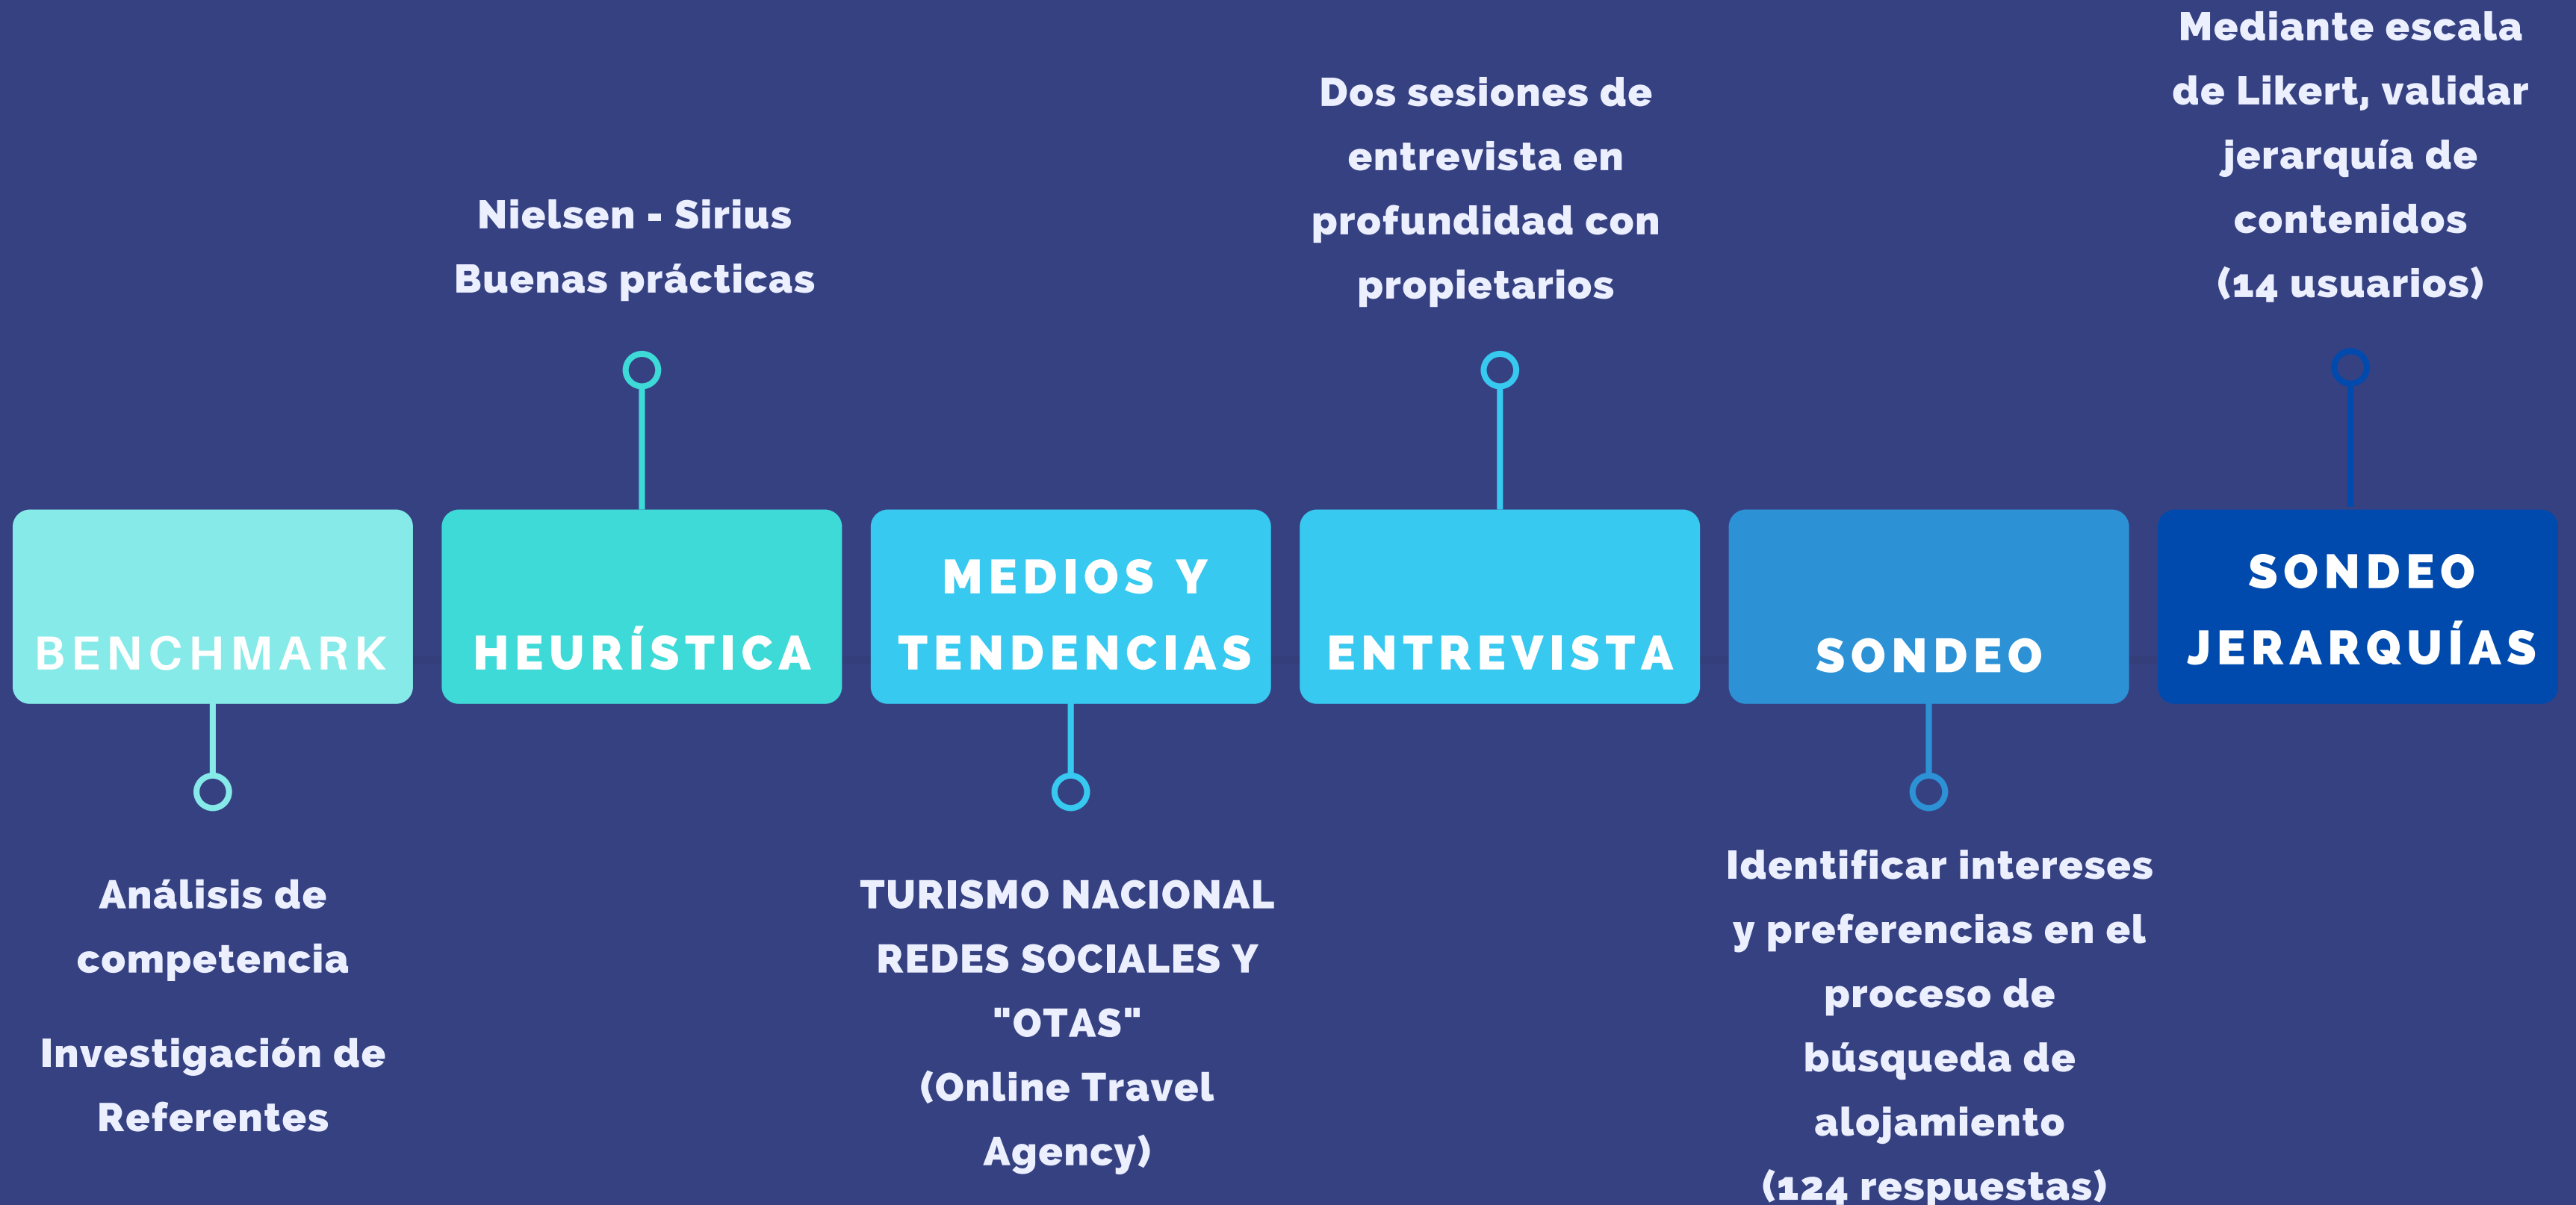 BENCHMARK
Análisis de
competencia
Investigación de
Referentes
Nielsen - Sirius
Buenas prácticas
HEURÍSTICA
MEDIOS Y
TENDENCIAS
TURISMO NACIONAL
REDES SOCIALES Y
"OTAS"
(Online Travel
Agency)
Dos sesiones de
entrevista en
profundidad con
propietarios
ENTREVISTA
SONDEO
Identificar intereses
y preferencias en el
proceso de
búsqueda de
alojamiento
(124 respuestas)
Mediante escala
de Likert, validar
jerarquía de
contenidos
(14 usuarios)
SONDEO
JERARQUÍAS